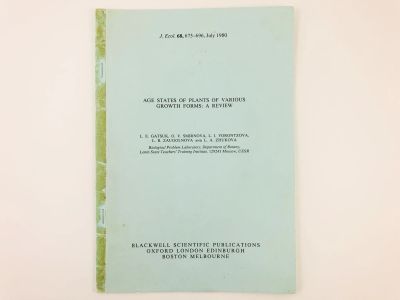 J. Ecol. 68, 675–696, July 1980
AGE STATES OF PLANTS OF VARIOUS
GROWTH FORMS: A REVIEW
L. E. GATSUK, O. V. SMIRNOVA, L. I. VORONTZOVA,
L. B. ZAUGOLNOVA AND L. A. ZHUKOVA
Biological Problem Laboratory, Department of Botany,
Lenin State Teachers' Training Institute, 129243 Moscow, USSR
BLACKWELL SCIENTIFIC PUBLICATIONS
OXFORD LONDON EDINBURGH
BOSTON MELBOURNE